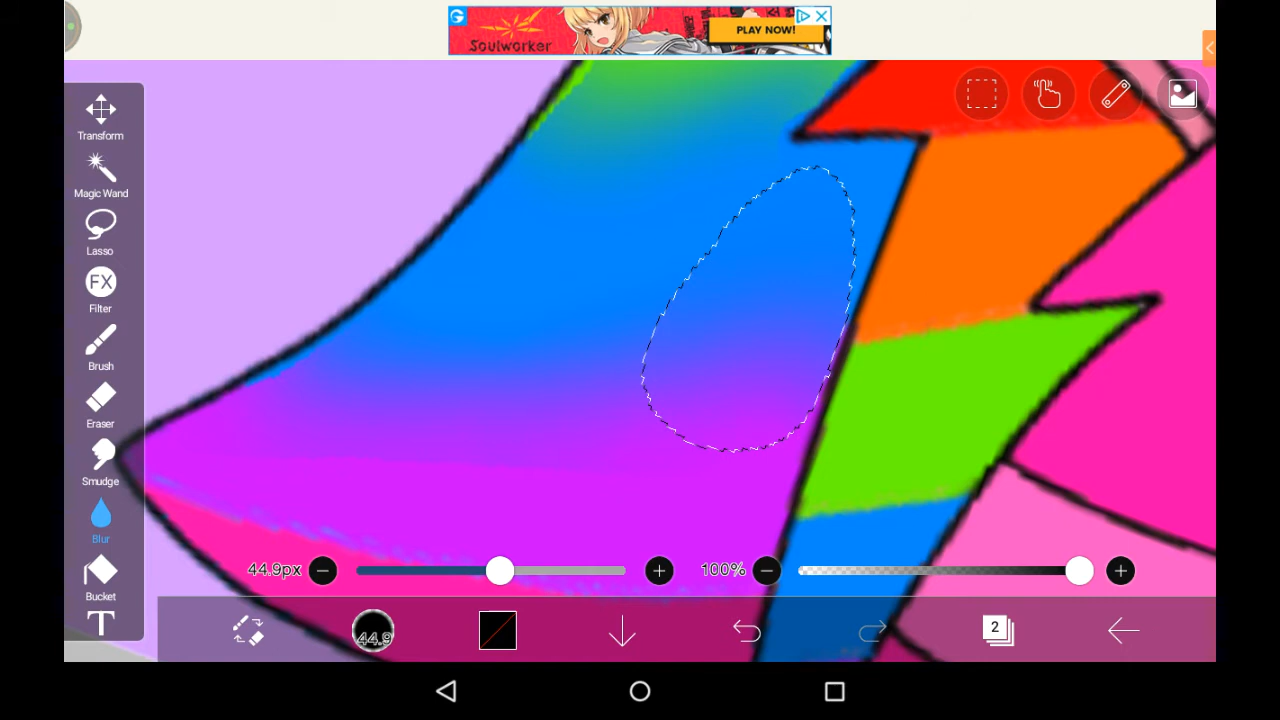 Soulworker
PLAY NOW!
Transform
Magic Wand
Lasso
FX
Filter
Brush
Eraser
Smudge
Blur
Bucket
T
44.9px
100%
44.9
2